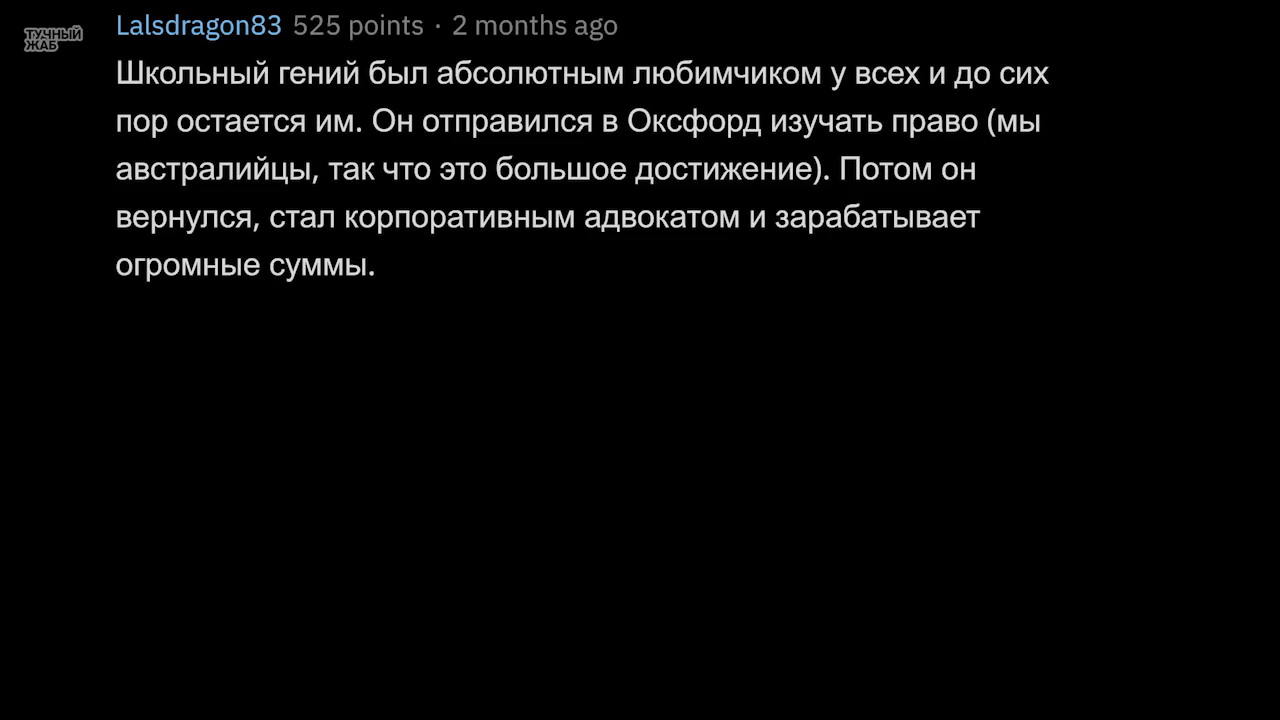 ТУЧНЫЙ
ЖАБ
Lalsdragon83 525 points · 2 months ago
Школьный гений был абсолютным любимчиком у всех и до сих
пор остается им. Он отправился в Оксфорд изучать право (мы
австралийцы, так что это большое достижение). Потом он
вернулся, стал корпоративным адвокатом и зарабатывает
огромные суммы.